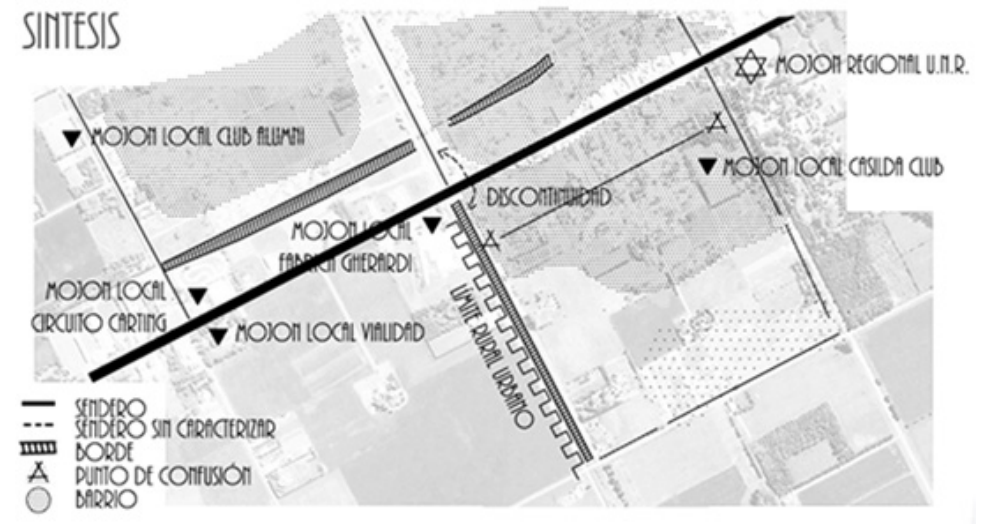 SINTESIS
MOJON REGIONAL U.N.R.
MOJON LOCAL CLUB ALUMNI
MOJON LOCAL CASILDA CLUB
DISCONTINUIDAD
MOJON LOCAL
FABRICA GHERARDI
MOJON LOCAL
CIRCUITO CARTING
MOJON LOCAL VIALIDAD
LÍMITE RURAL URBANO
SENDERO
SENDERO SIN CARACTERIZAR
BORDE
PUNTO DE CONFUSIÓN
BARRIO